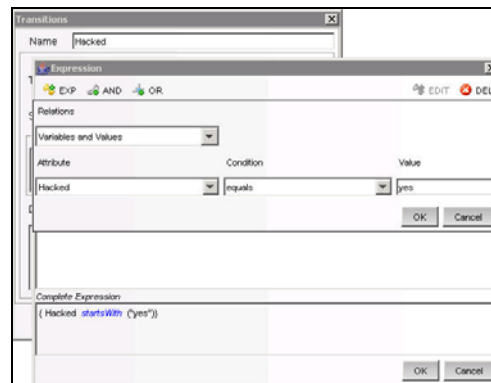 Transitions
Name Hacked
Expression
EXP AND OR EDIT DEL
Relations
Variables and Values
Attribute Condition Value
Hacked equals yes
OK Cancel
Complete Expression
( Hacked startsWith ("yes"))
OK Cancel